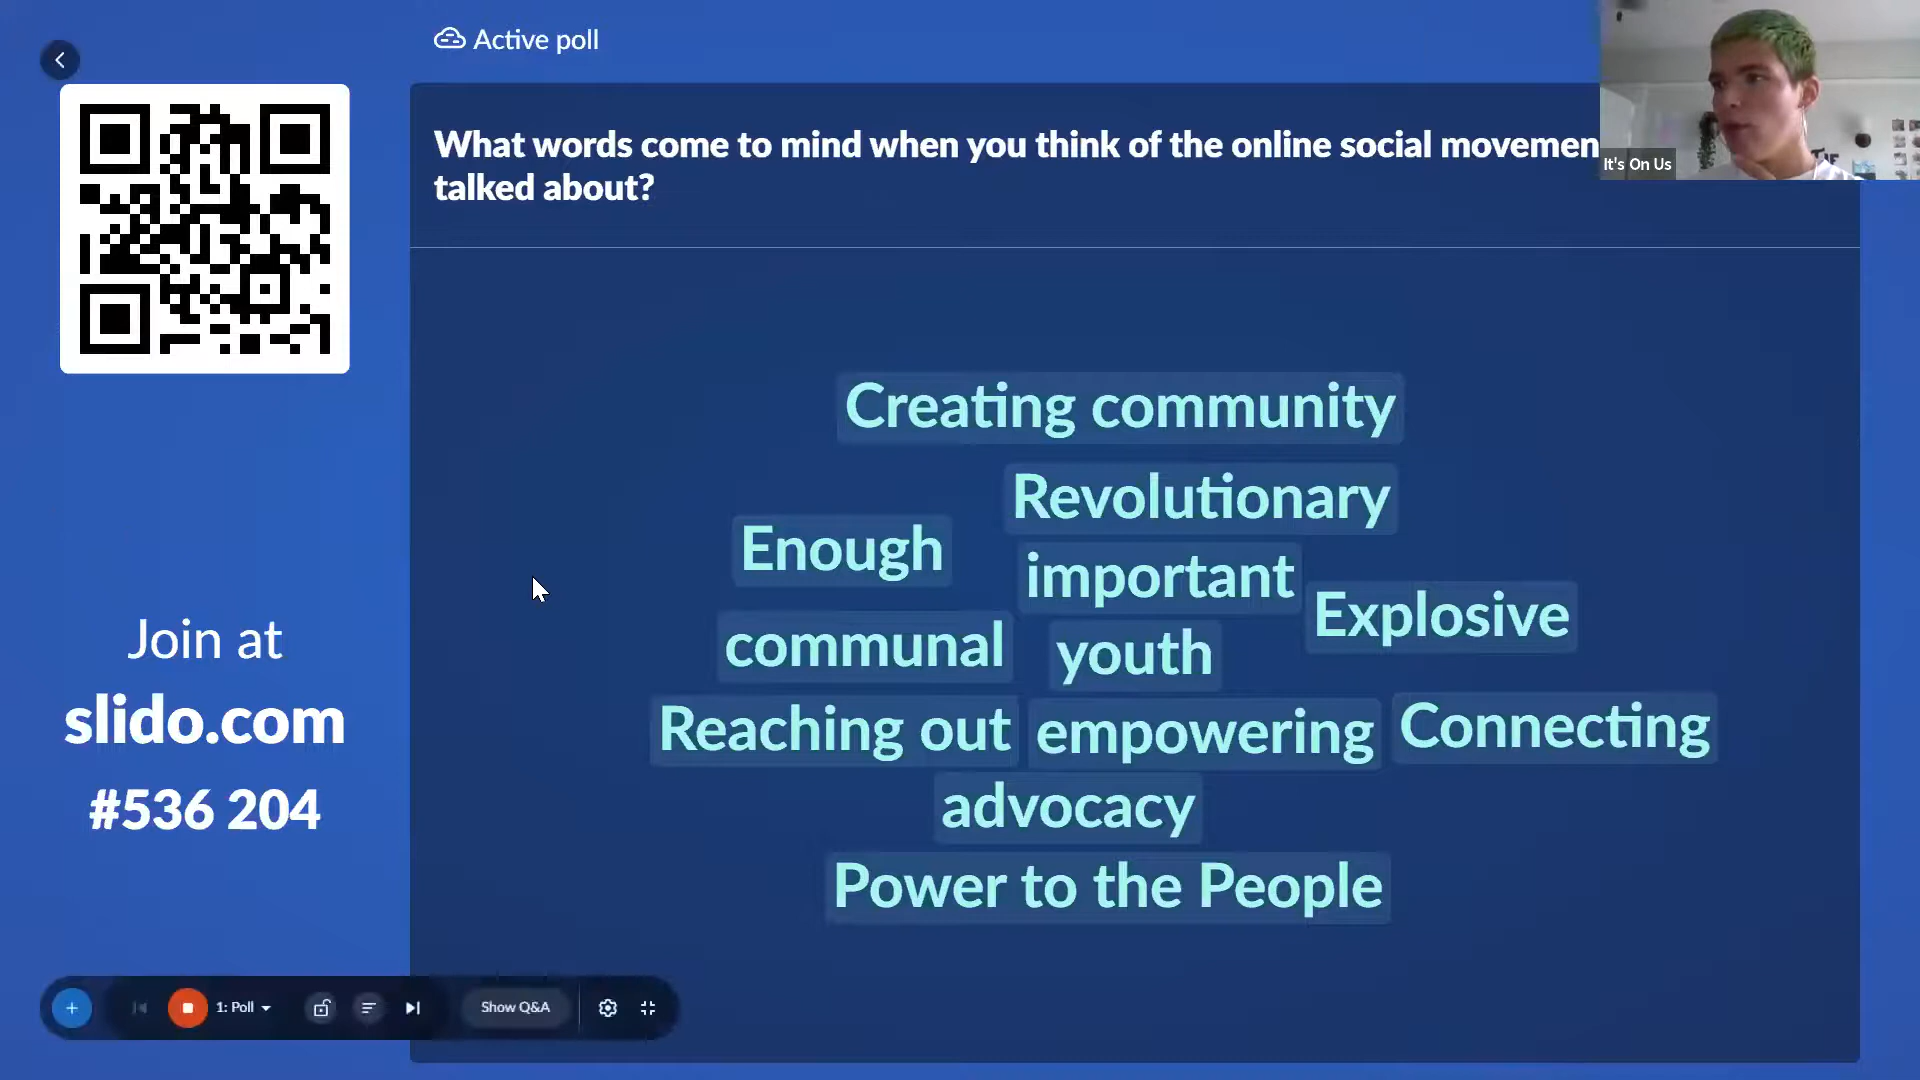 Active poll
What words come to mind when you think of the online social movemen
talked about?
It's On Us
Creating community
Revolutionary
Enough
important
Explosive
communal
youth
Reaching out
empowering
Connecting
advocacy
Power to the People
Join at
slido.com
#536 204
1: Poll
Show Q&A